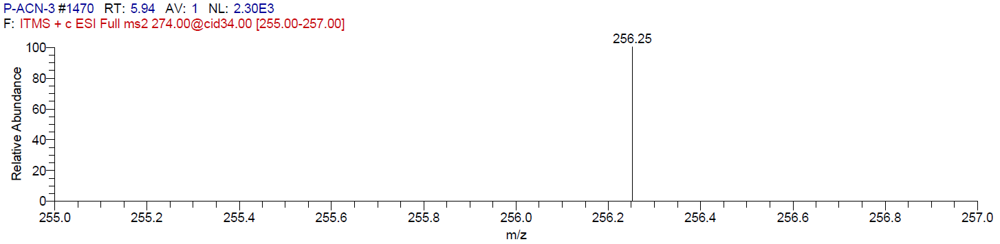 P-ACN-3 #1470 RT: 5.94 AV: 1 NL: 2.30E3
F: ITMS + c ESI Full ms2 274.00@cid34.00 [255.00-257.00]
256.25
100
80
60
40
20
0
Relative Abundance
255.0 255.2 255.4 255.6 255.8 256.0 256.2 256.4 256.6 256.8 257.0
m/z